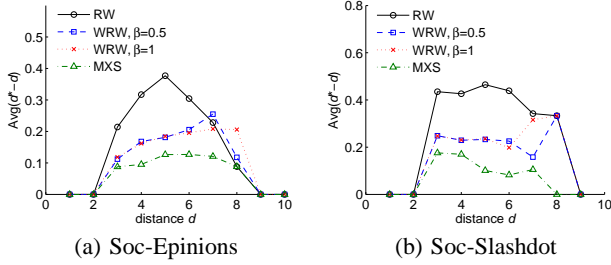 RW
WRW, β=0.5
WRW, β=1
MXS
0.5
0.4
0.3
0.2
0.1
0
Avg(d*−d)
0 2 4 6 8 10
distance d
(a) Soc-Epinions
RW
WRW, β=0.5
WRW, β=1
MXS
0.8
0.6
0.4
0.2
0
Avg(d*−d)
0 2 4 6 8 10
distance d
(b) Soc-Slashdot